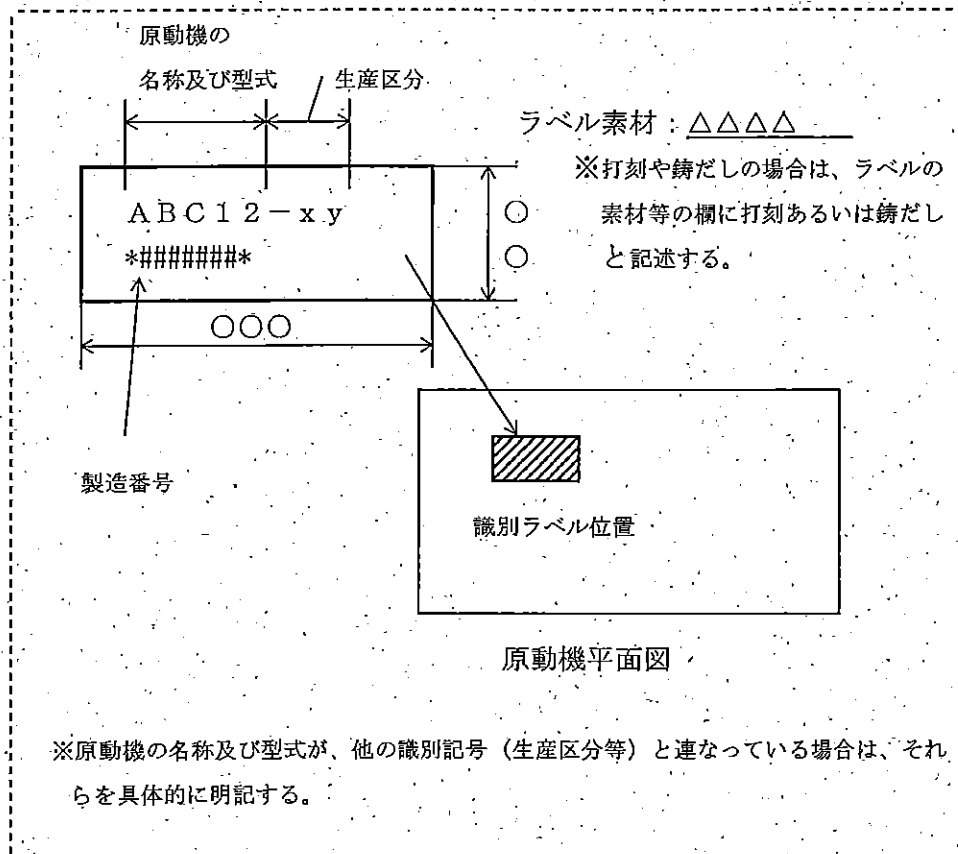 原動機の
名称及び型式
生産区分
ラベル素材：△△△△
※打刻や鋳だしの場合は、ラベルの
素材等の欄に打刻あるいは鋳だし
と記述する。
ＡＢＣ１２－ｘｙ
*#######*
○
○
○○○
製造番号
識別ラベル位置
原動機平面図
※原動機の名称及び型式が、他の識別記号（生産区分等）と連なっている場合は、それ
らを具体的に明記する。